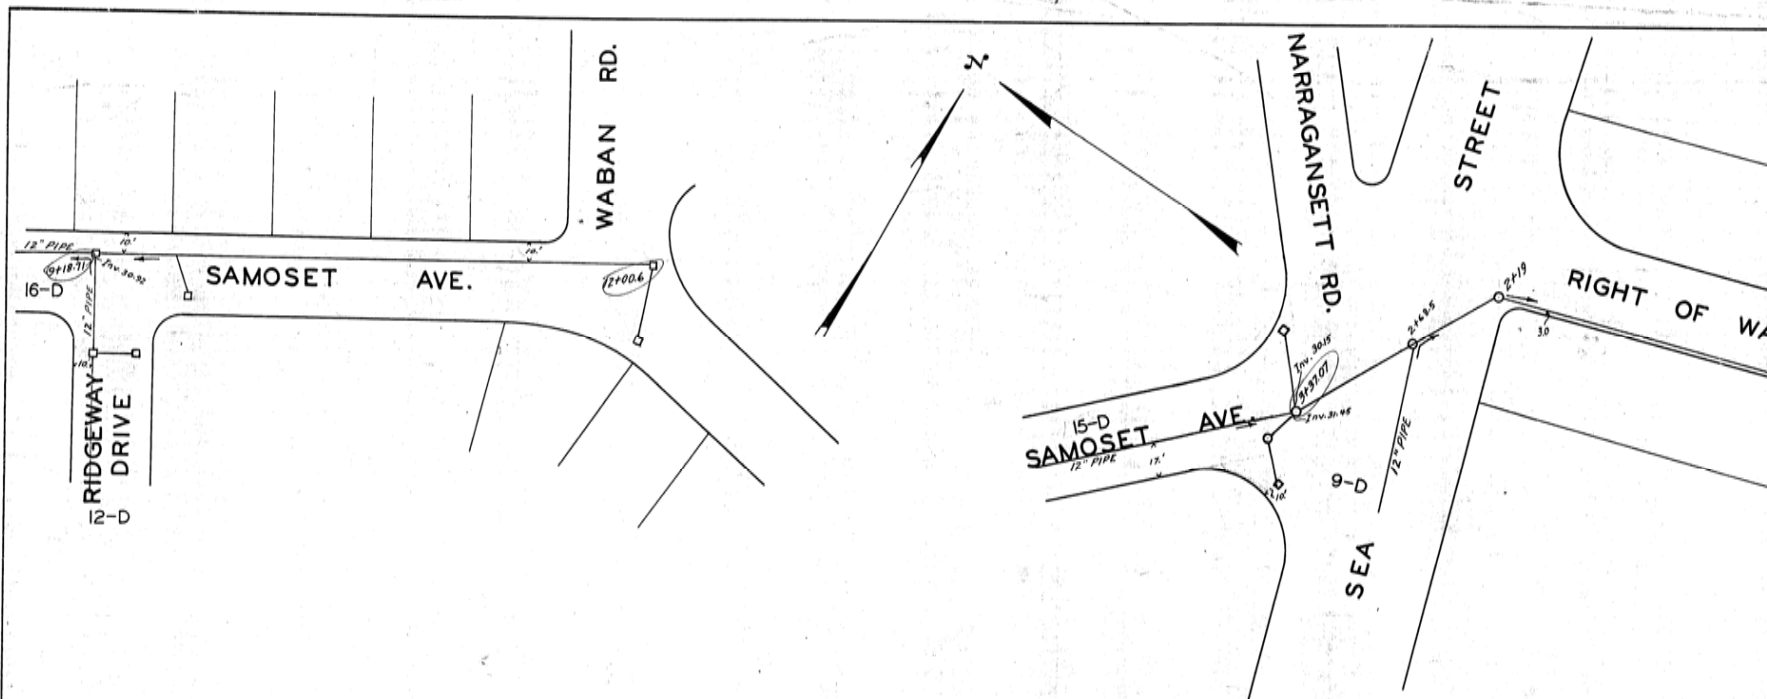 WABAN RD.
12" PIPE
10.'
10.'
9+18.71
Inv. 30.92
16-D
SAMOSET AVE.
12+00.6
12" PIPE
10.'
RIDGEWAY
DRIVE
12-D
N
NARRAGANSETT RD.
STREET
2+19
RIGHT OF WA
2+68.5
3.0
Inv. 30.15
9+37.07
Inv. 31.45
15-D
SAMOSET AVE.
12" PIPE
17.'
12" PIPE
9-D
10'
SEA